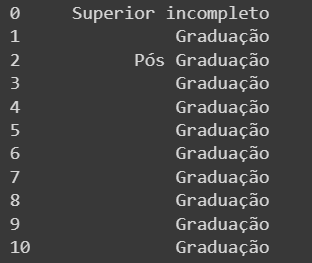 0 Superior incompleto
1 Graduação
2 Pós Graduação
3 Graduação
4 Graduação
5 Graduação
6 Graduação
7 Graduação
8 Graduação
9 Graduação
10 Graduação